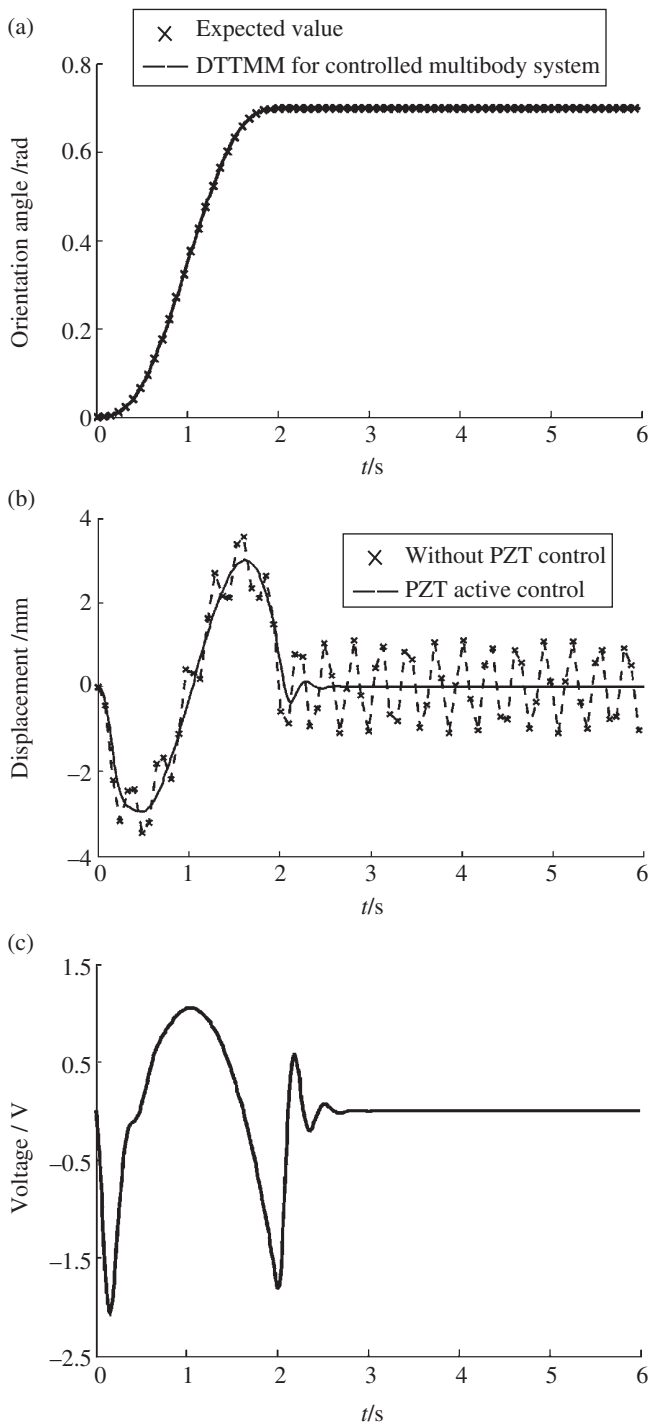 (a)
× Expected value
DTTMM for controlled multibody system
Orientation angle /rad
0.8
0.6
0.4
0.2
0
0 1 2 3 4 5 6
t/s
(b)
× Without PZT control
PZT active control
Displacement /mm
4
2
0
−2
−4
0 1 2 3 4 5 6
t/s
(c)
Voltage / V
1.5
0.5
−0.5
−1.5
−2.5
0 1 2 3 4 5 6
t/s